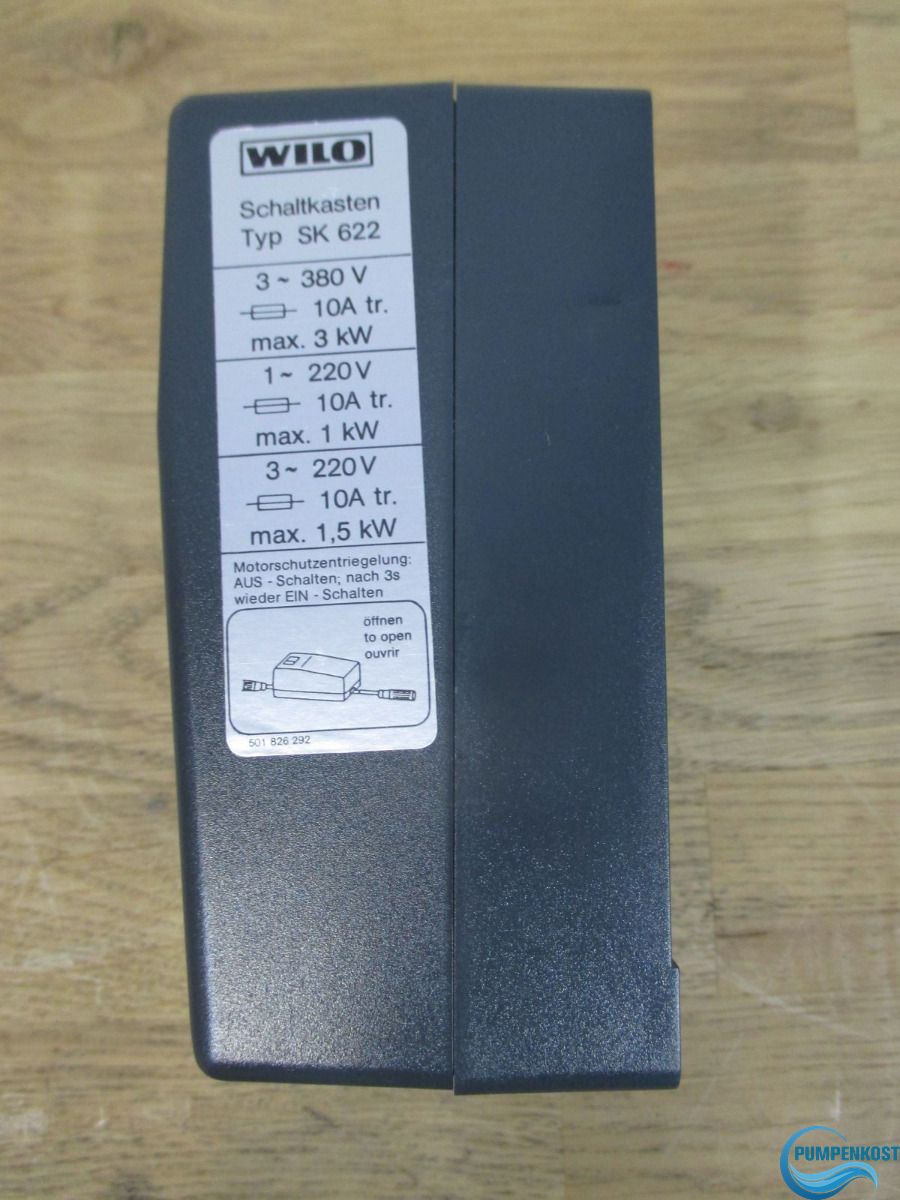 WILO
Schaltkasten
Typ SK 622
3 ~ 380 V
10A tr.
max. 3 kW
1 ~ 220V
10A tr.
max. 1 kW
3 ~ 220V
10A tr.
max. 1,5 kW
Motorschutzentriegelung:
AUS - Schalten; nach 3s
wieder EIN - Schalten
öffnen
to open
ouvrir
501 826 292
PUMPENKOST